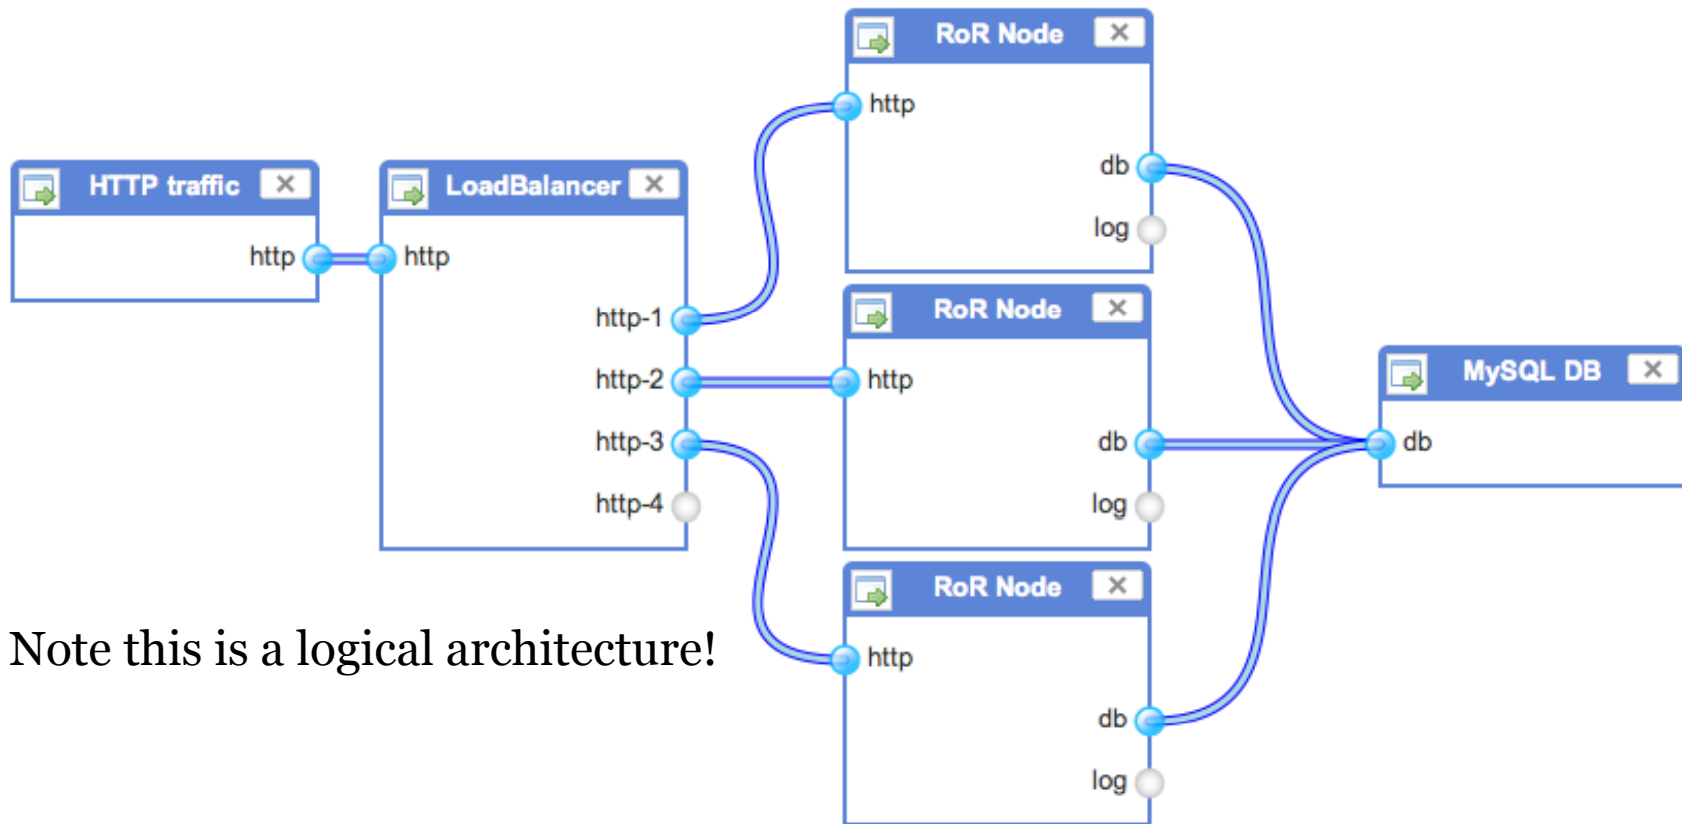 HTTP traffic
http
LoadBalancer
http
http-1
http-2
http-3
http-4
RoR Node
http
db
log
RoR Node
http
db
log
RoR Node
http
db
log
MySQL DB
db
Note this is a logical architecture!